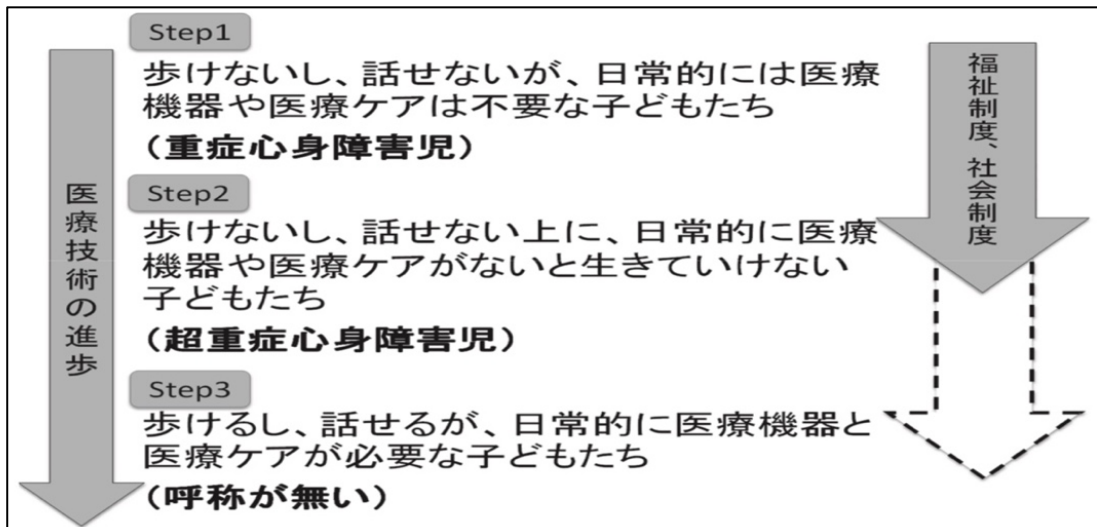 Step1
歩けないし、話せないが、日常的には医療
機器や医療ケアは不要な子どもたち
（重症心身障害児）
Step2
歩けないし、話せない上に、日常的に医療
機器や医療ケアがないと生きていけない
子どもたち
（超重症心身障害児）
Step3
歩けるし、話せるが、日常的に医療機器と
医療ケアが必要な子どもたち
（呼称が無い）
医療技術の進歩
福祉制度、社会制度